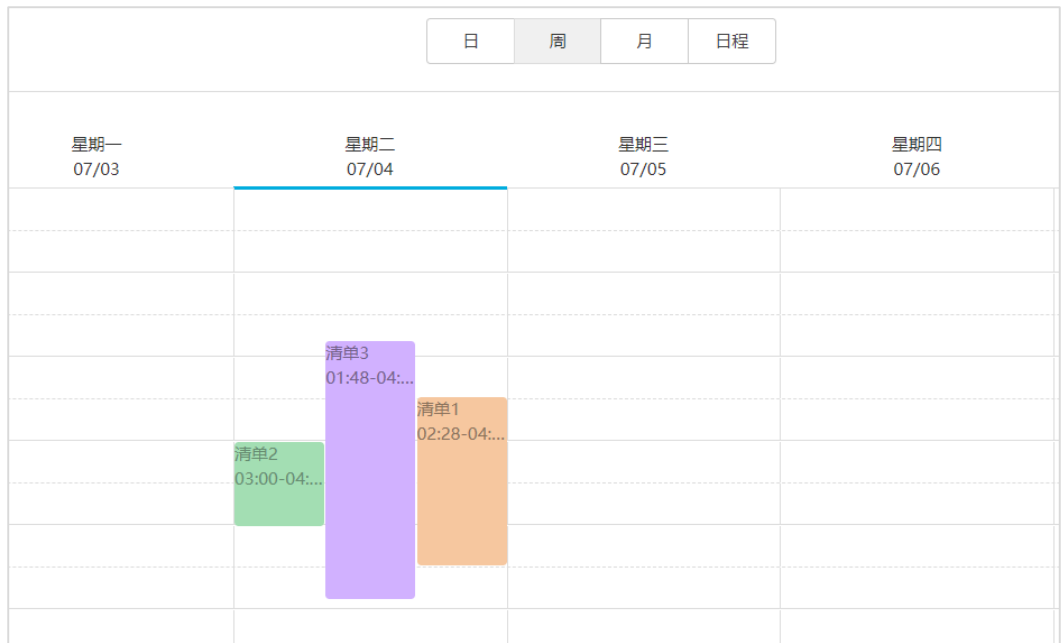 日 周 月 日程
星期一 星期二 星期三 星期四
07/03 07/04 07/05 07/06
清单3
01:48-04:...
清单1
02:28-04:...
清单2
03:00-04:...